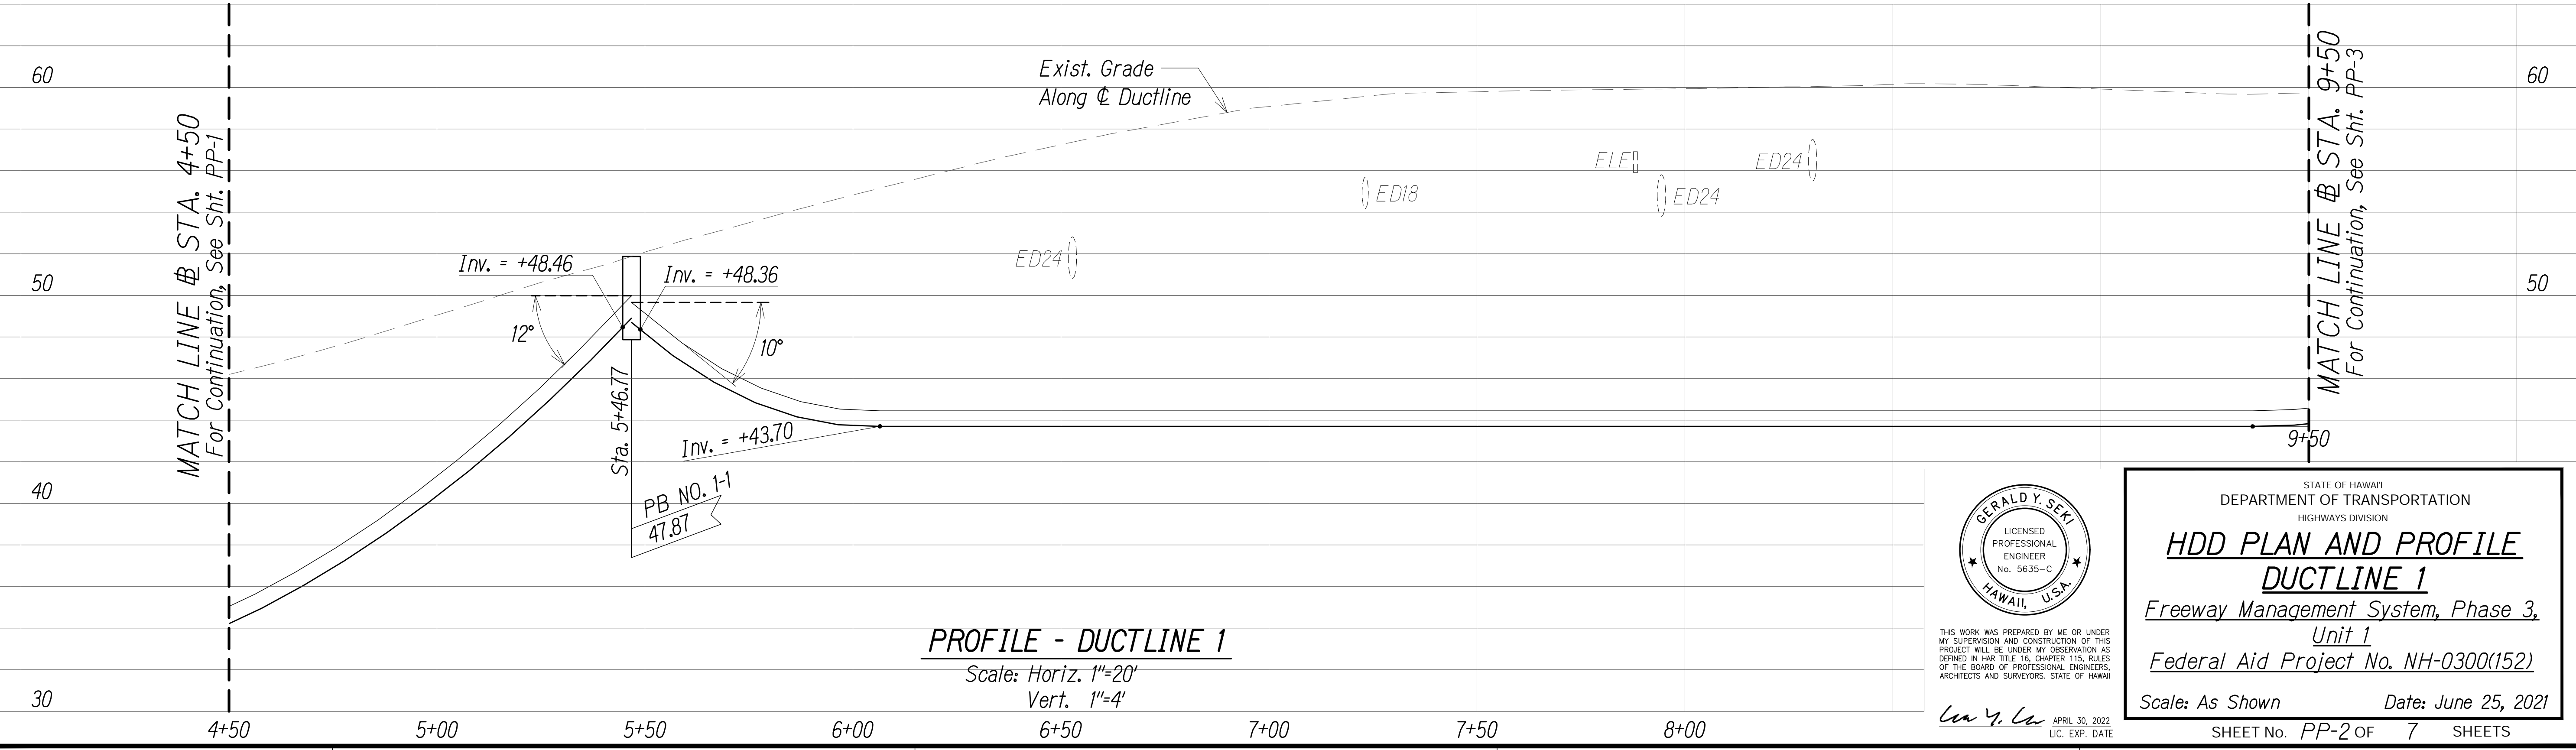 60
50
40
30
MATCH LINE ⅊ STA. 4+50
For Continuation, See Sht. PP-1
Exist. Grade
Along ℄ Ductline
Inv. = +48.46
Inv. = +48.36
12°
10°
Sta. 5+46.77
Inv. = +43.70
PB NO. 1-1
47.87
ED24
ED18
ELE
ED24
ED24
MATCH LINE ⅊ STA. 9+50
For Continuation, See Sht. PP-3
60
50
9+50
PROFILE - DUCTLINE 1
Scale: Horiz. 1"=20'
Vert. 1"=4'
4+50 5+00 5+50 6+00 6+50 7+00 7+50 8+00
GERALD Y. SEKI
LICENSED
PROFESSIONAL
ENGINEER
No. 5635-C
HAWAII, U.S.A.
THIS WORK WAS PREPARED BY ME OR UNDER
MY SUPERVISION AND CONSTRUCTION OF THIS
PROJECT WILL BE UNDER MY OBSERVATION AS
DEFINED IN HAR TITLE 16, CHAPTER 115, RULES
OF THE BOARD OF PROFESSIONAL ENGINEERS,
ARCHITECTS AND SURVEYORS. STATE OF HAWAII
APRIL 30, 2022
LIC. EXP. DATE
STATE OF HAWAI'I
DEPARTMENT OF TRANSPORTATION
HIGHWAYS DIVISION
HDD PLAN AND PROFILE
DUCTLINE 1
Freeway Management System, Phase 3,
Unit 1
Federal Aid Project No. NH-0300(152)
Scale: As Shown Date: June 25, 2021
SHEET No. PP-2 OF 7 SHEETS